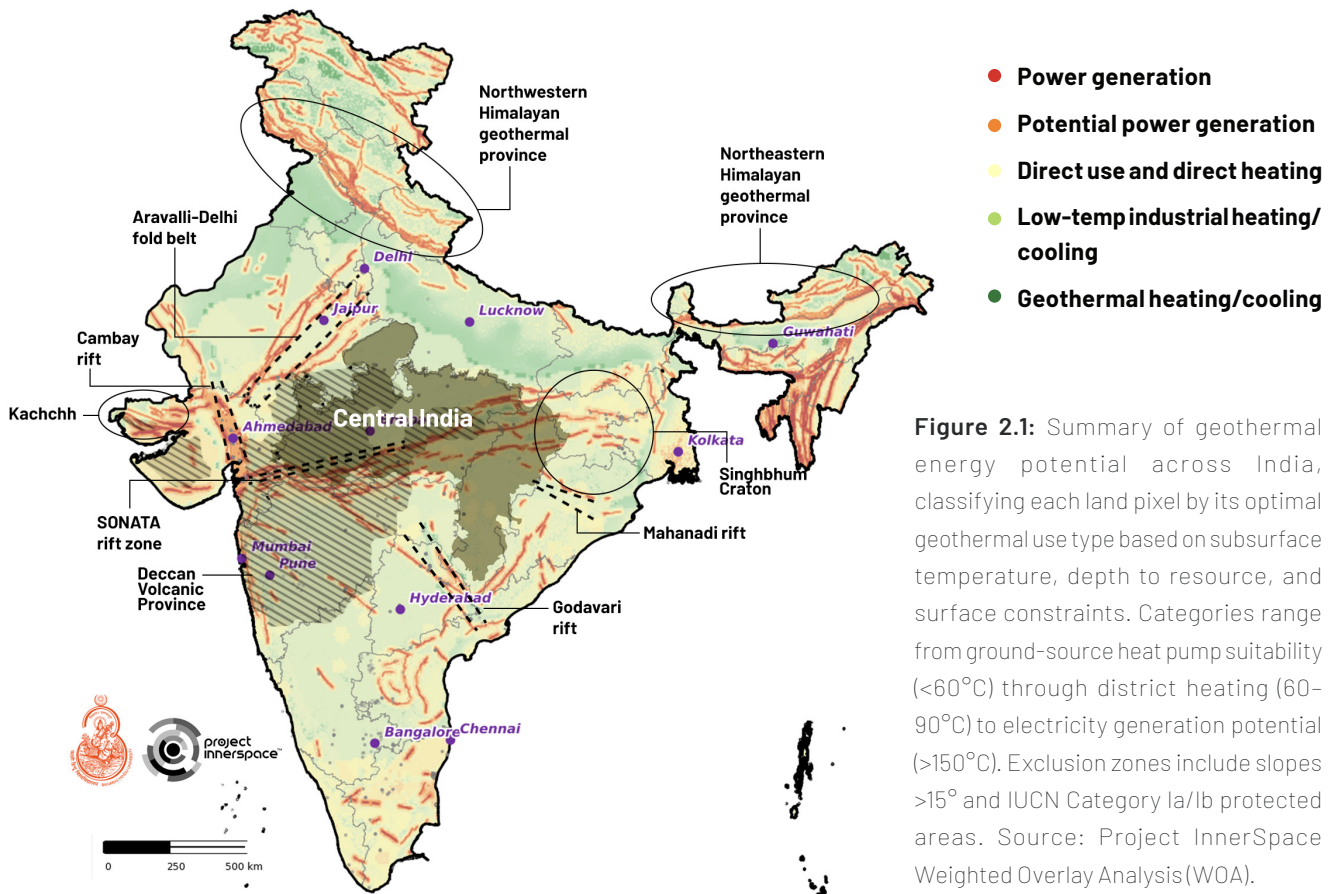 Northwestern
Himalayan
geothermal
province
Northeastern
Himalayan
geothermal
province
Aravalli-Delhi
fold belt
Delhi
Jaipur
Lucknow
Guwahati
Cambay
rift
Kachchh
Ahmedabad
Central India
Kolkata
Singhbhum
Craton
SONATA
rift zone
Mahanadi rift
Mumbai
Pune
Deccan
Volcanic
Province
Hyderabad
Godavari
rift
Bangalore
Chennai
project
innerspace™
0 250 500 km
Power generation
Potential power generation
Direct use and direct heating
Low-temp industrial heating/
cooling
Geothermal heating/cooling
Figure 2.1: Summary of geothermal
energy potential across India,
classifying each land pixel by its optimal
geothermal use type based on subsurface
temperature, depth to resource, and
surface constraints. Categories range
from ground-source heat pump suitability
(<60°C) through district heating (60–
90°C) to electricity generation potential
(>150°C). Exclusion zones include slopes
>15° and IUCN Category Ia/Ib protected
areas. Source: Project InnerSpace
Weighted Overlay Analysis (WOA).